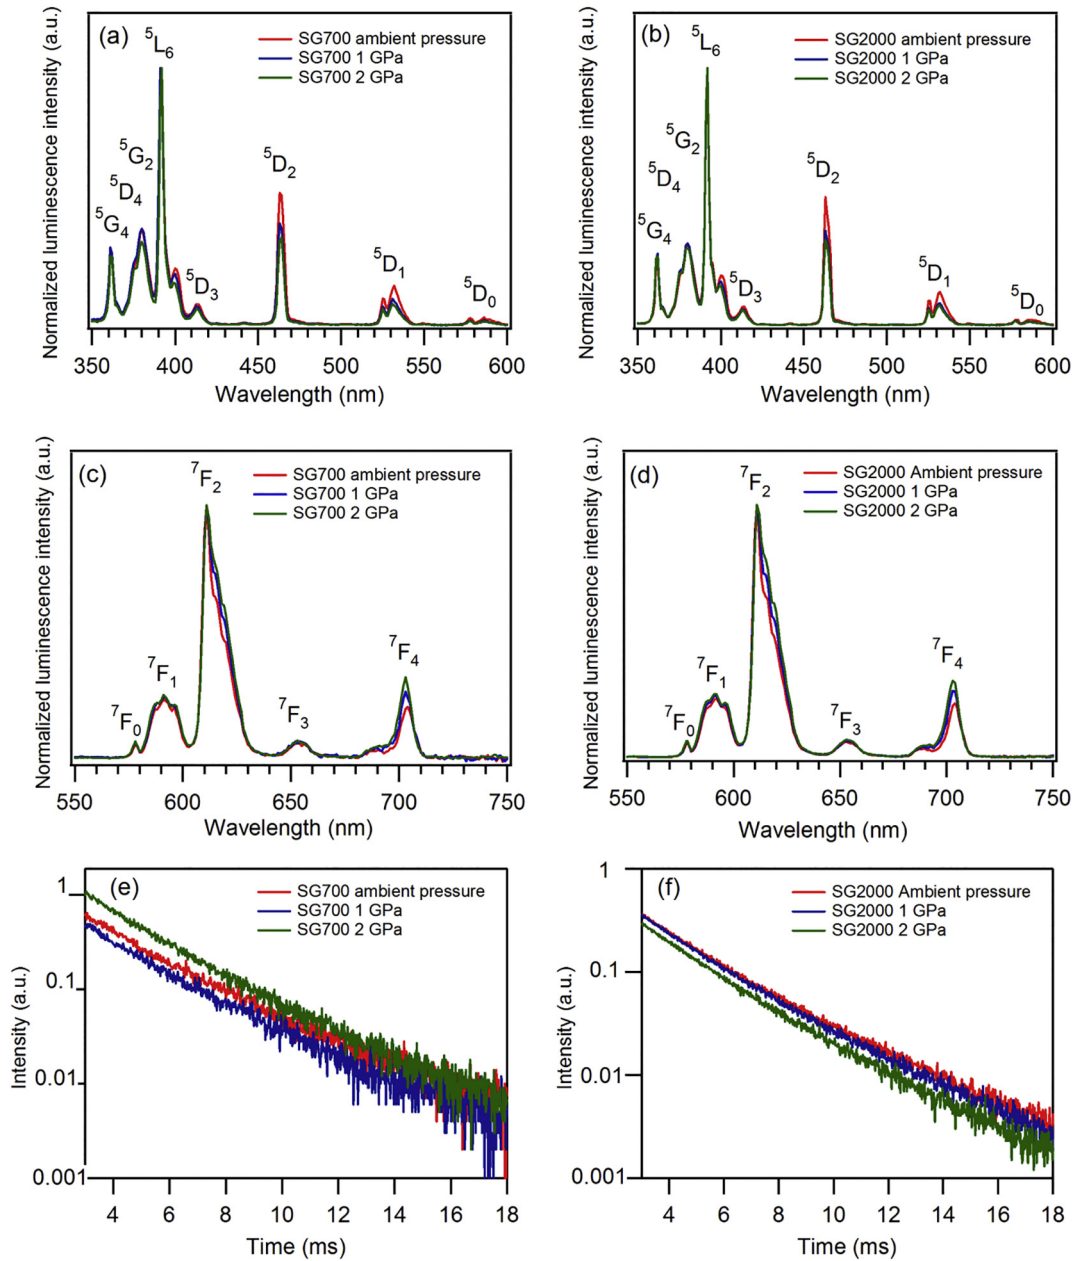 (a)
SG700 ambient pressure
SG700 1 GPa
SG700 2 GPa
⁵L₆
⁵G₂
⁵D₄
⁵G₄
⁵D₃
⁵D₂
⁵D₁
⁵D₀
Normalized luminescence intensity (a.u.)
350 400 450 500 550 600
Wavelength (nm)
(b)
SG2000 ambient pressure
SG2000 1 GPa
SG2000 2 GPa
⁵L₆
⁵G₂
⁵D₄
⁵G₄
⁵D₃
⁵D₂
⁵D₁
⁵D₀
Normalized luminescence intensity (a.u.)
350 400 450 500 550 600
Wavelength (nm)
(c)
SG700 ambient pressure
SG700 1 GPa
SG700 2 GPa
⁷F₂
⁷F₁
⁷F₀
⁷F₃
⁷F₄
Normalized luminescence intensity (a.u.)
550 600 650 700 750
Wavelength (nm)
(d)
SG2000 Ambient pressure
SG2000 1 GPa
SG2000 2 GPa
⁷F₂
⁷F₁
⁷F₀
⁷F₃
⁷F₄
Normalized luminescence intensity (a.u.)
550 600 650 700 750
Wavelength (nm)
(e)
SG700 ambient pressure
SG700 1 GPa
SG700 2 GPa
1
0.1
0.01
0.001
Intensity (a.u.)
4 6 8 10 12 14 16 18
Time (ms)
(f)
SG2000 Ambient pressure
SG2000 1 GPa
SG2000 2 GPa
1
0.1
0.01
0.001
Intensity (a.u.)
4 6 8 10 12 14 16 18
Time (ms)